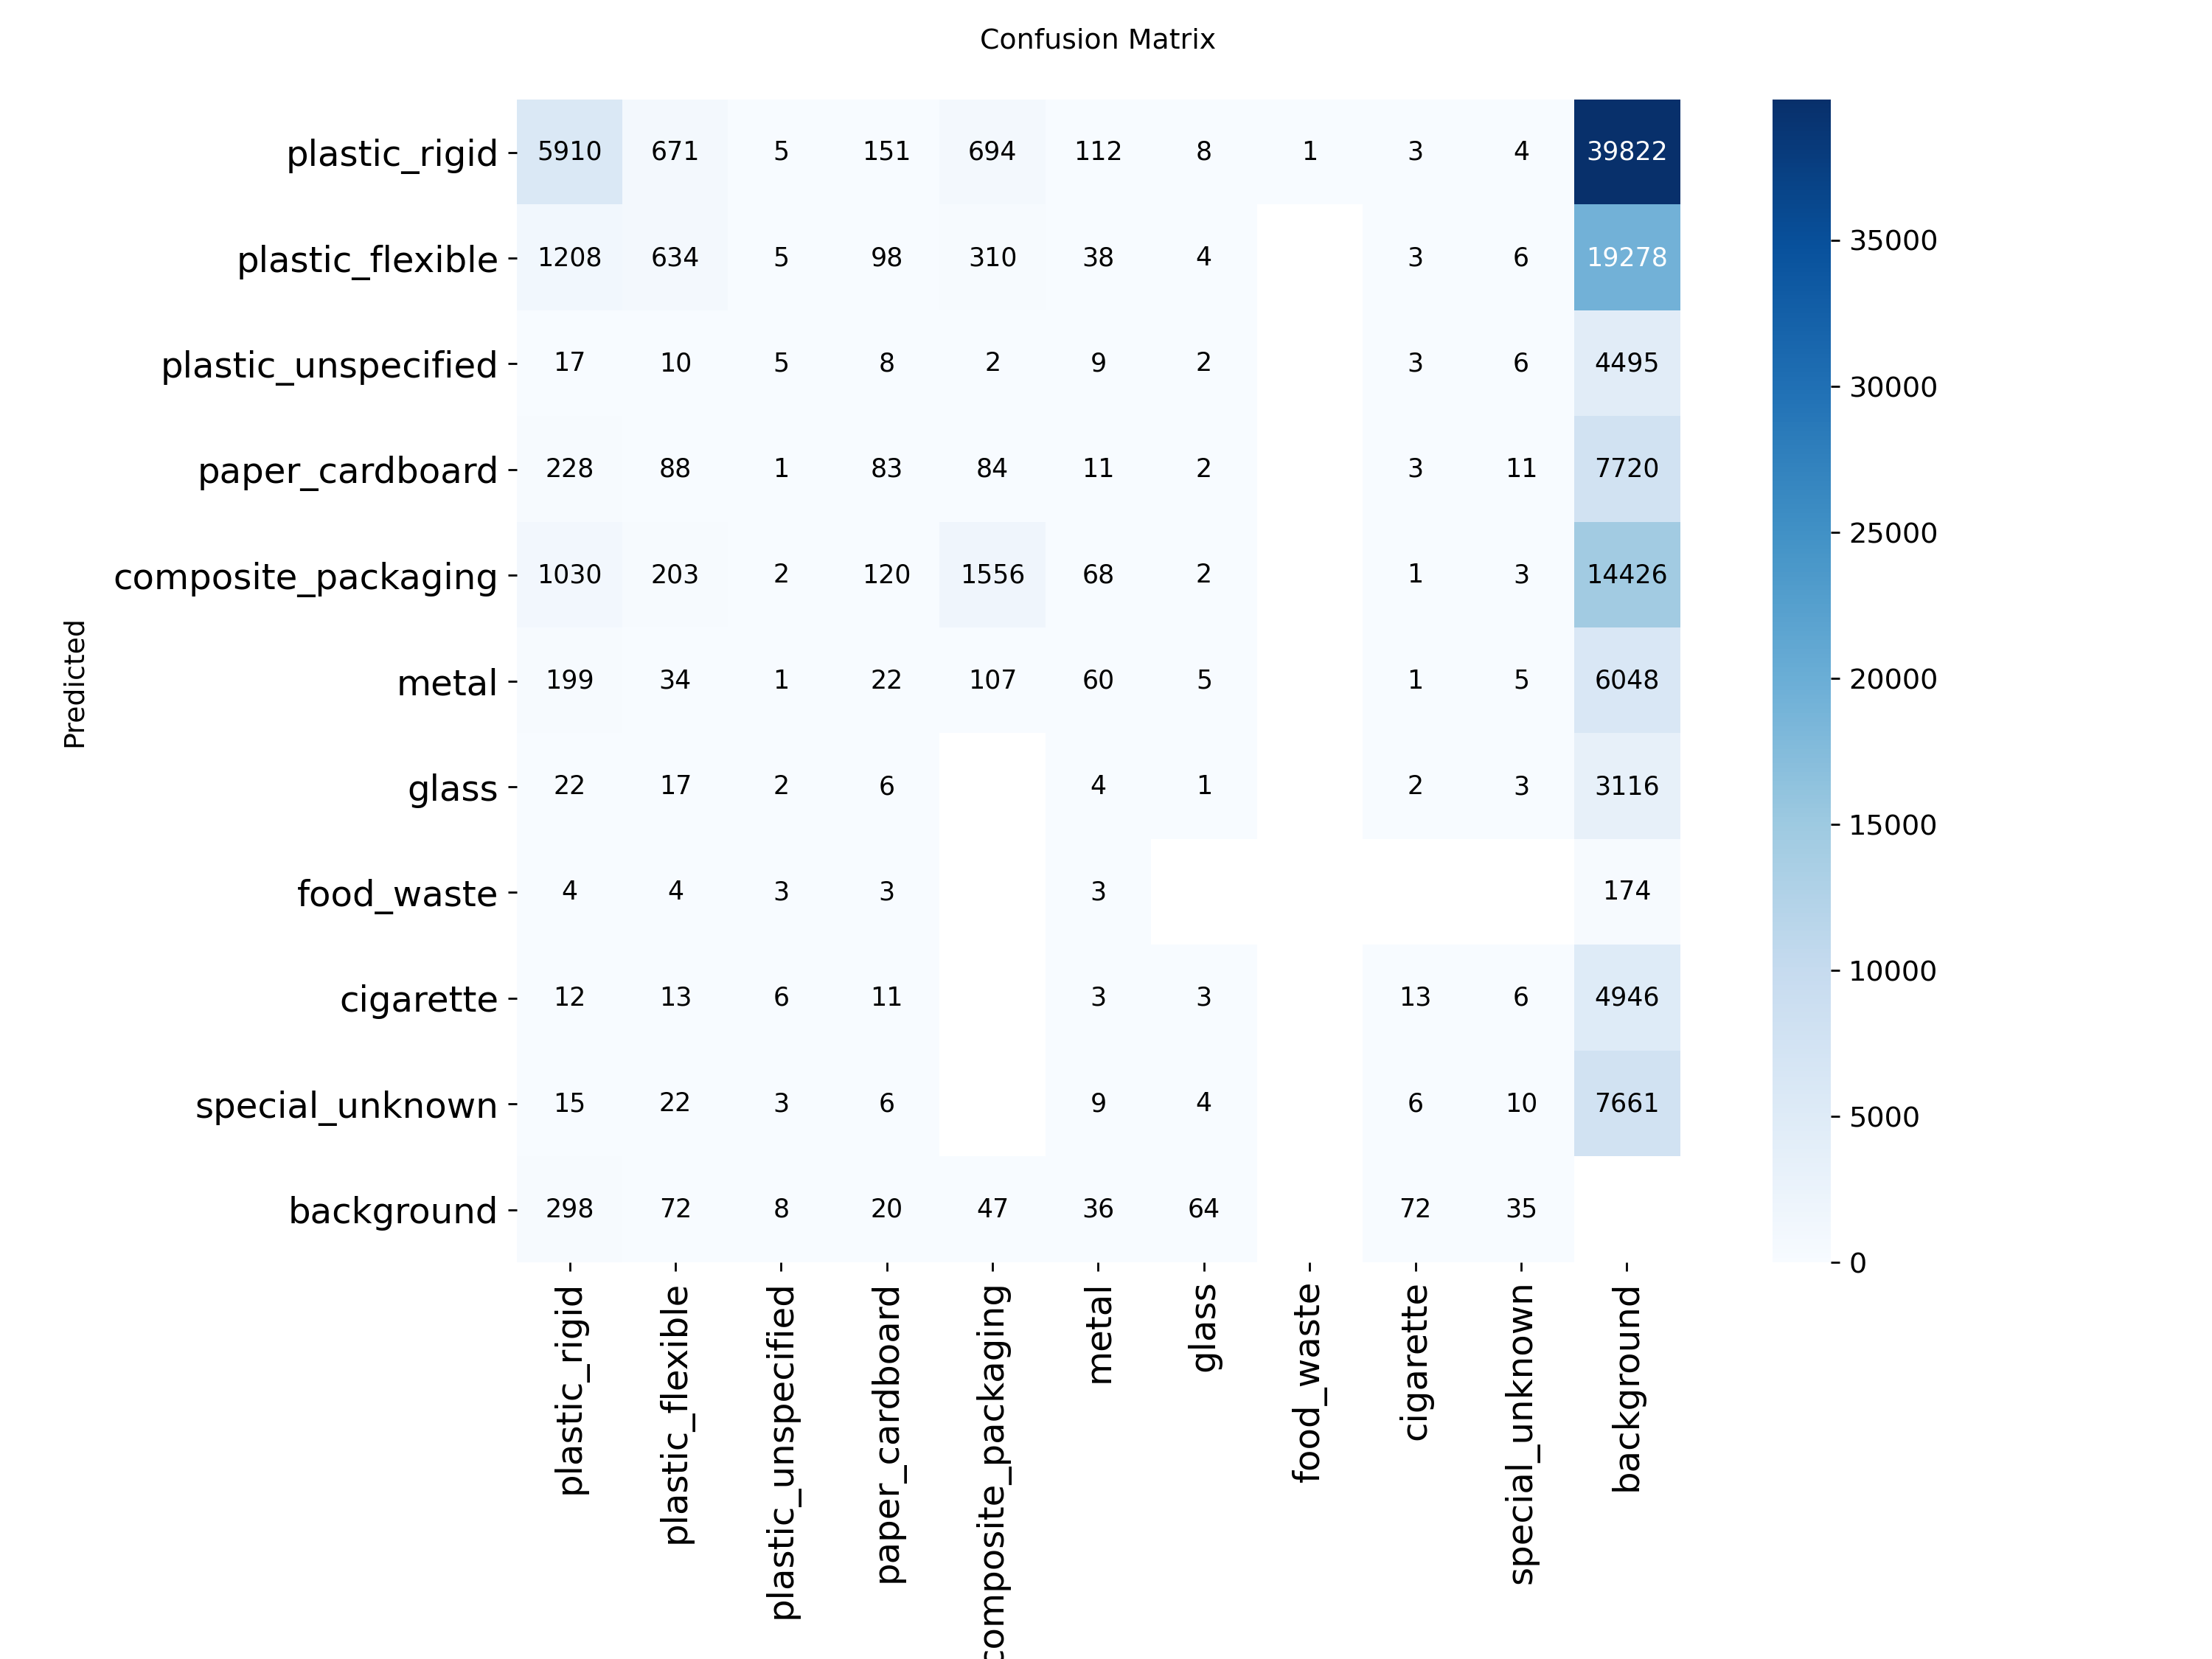 Confusion Matrix
plastic_rigid 5910 671 5 151 694 112 8 1 3 4 39822
plastic_flexible 1208 634 5 98 310 38 4 3 6 19278
plastic_unspecified 17 10 5 8 2 9 2 3 6 4495
paper_cardboard 228 88 1 83 84 11 2 3 11 7720
composite_packaging 1030 203 2 120 1556 68 2 1 3 14426
metal 199 34 1 22 107 60 5 1 5 6048
glass 22 17 2 6 4 1 2 3 3116
food_waste 4 4 3 3 3 174
cigarette 12 13 6 11 3 3 13 6 4946
special_unknown 15 22 3 6 9 4 6 10 7661
background 298 72 8 20 47 36 64 72 35
Predicted
plastic_rigid
plastic_flexible
plastic_unspecified
paper_cardboard
composite_packaging
metal
glass
food_waste
cigarette
special_unknown
background
35000
30000
25000
20000
15000
10000
5000
0